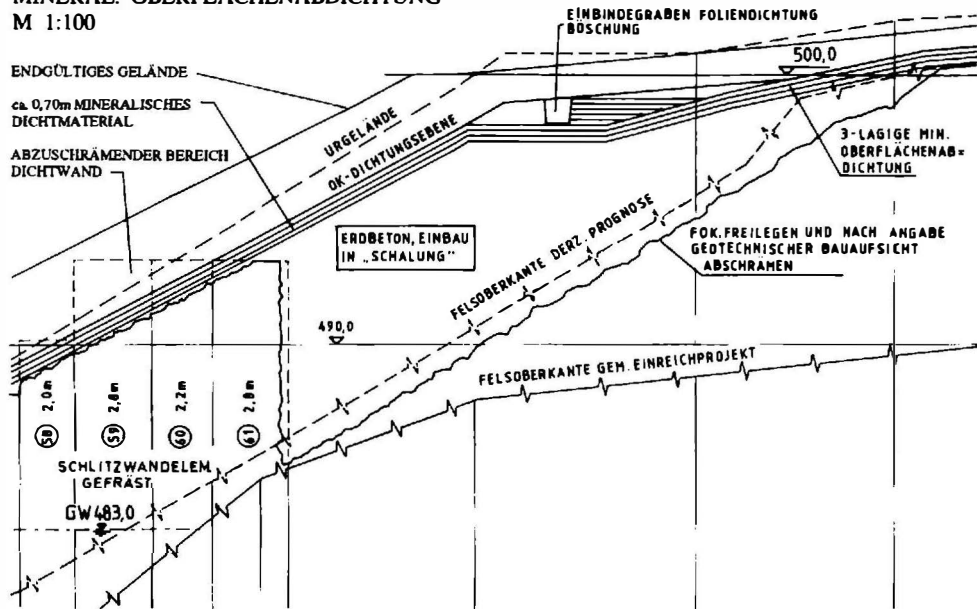 MINERAL. OBERFLÄCHENABDICHTUNG
M 1:100
EINBINDEGRABEN FOLIENDICHTUNG
BÖSCHUNG
500,0
ENDGÜLTIGES GELÄNDE
ca. 0,70m MINERALISCHES
DICHTMATERIAL
ABZUSCHRÄMENDER BEREICH
DICHTWAND
URGELÄNDE
OK-DICHTUNGSEBENE
3-LAGIGE MIN.
OBERFLÄCHENAB=
DICHTUNG
ERDBETON, EINBAU
IN „SCHALUNG"
FELSOBERKANTE DERZ. PROGNOSE
FOK. FREILEGEN UND NACH ANGABE
GEOTECHNISCHER BAUAUFSICHT
ABSCHRÄMEN
490,0
FELSOBERKANTE GEM. EINREICHPROJEKT
58 2,0m
59 2,8m
60 2,2m
61 2,8m
SCHLITZWANDELEM.
GEFRÄST
GW 483,0